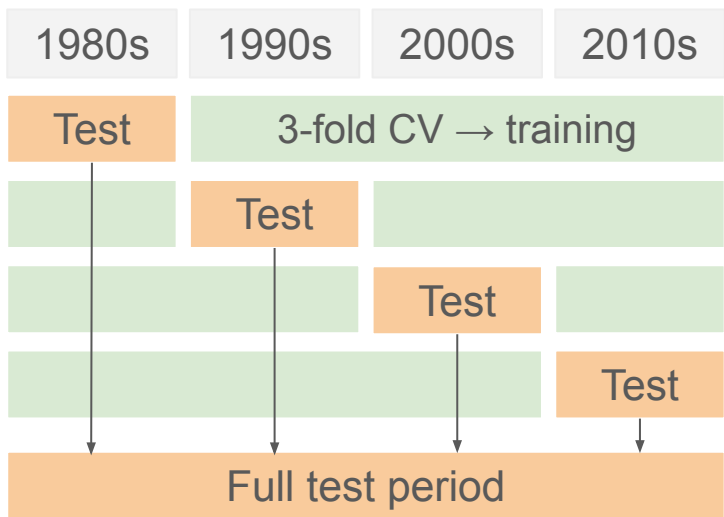 1980s 1990s 2000s 2010s
Test 3-fold CV → training
Test
Test
Test
Full test period